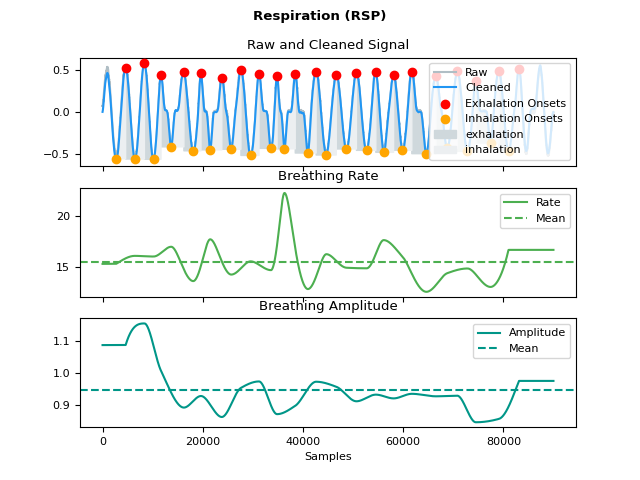 Respiration (RSP)
Raw and Cleaned Signal
0.5
0.0
−0.5
Raw
Cleaned
Exhalation Onsets
Inhalation Onsets
exhalation
inhalation
Breathing Rate
20
15
Rate
Mean
Breathing Amplitude
1.1
1.0
0.9
Amplitude
Mean
0 20000 40000 60000 80000
Samples